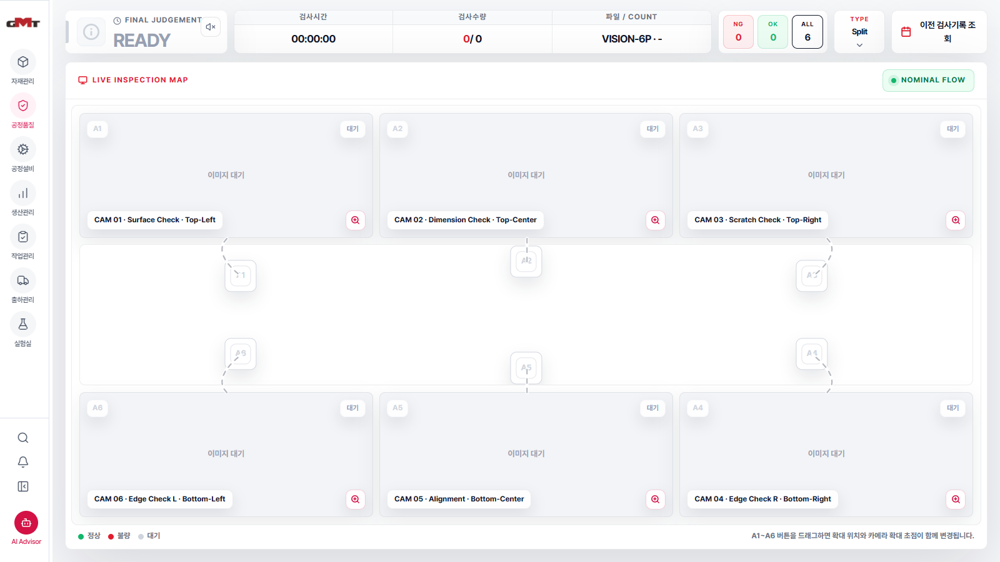 GMT
자재관리
공정품질
공정설비
생산관리
작업관리
출하관리
실험실
AI Advisor
FINAL JUDGEMENT
READY
검사시간
00:00:00
검사수량
0/ 0
파일 / COUNT
VISION-6P · -
NG
0
OK
0
ALL
6
TYPE
Split
이전 검사기록 조
회
LIVE INSPECTION MAP
NOMINAL FLOW
A1
대기
이미지 대기
CAM 01 · Surface Check · Top-Left
A2
대기
이미지 대기
CAM 02 · Dimension Check · Top-Center
A3
대기
이미지 대기
CAM 03 · Scratch Check · Top-Right
A2
A3
A6
A5
A4
A6
대기
이미지 대기
CAM 06 · Edge Check L · Bottom-Left
A5
대기
이미지 대기
CAM 05 · Alignment · Bottom-Center
A4
대기
이미지 대기
CAM 04 · Edge Check R · Bottom-Right
정상
불량
대기
A1~A6 버튼을 드래그하면 확대 위치와 카메라 확대 초점이 함께 변경됩니다.